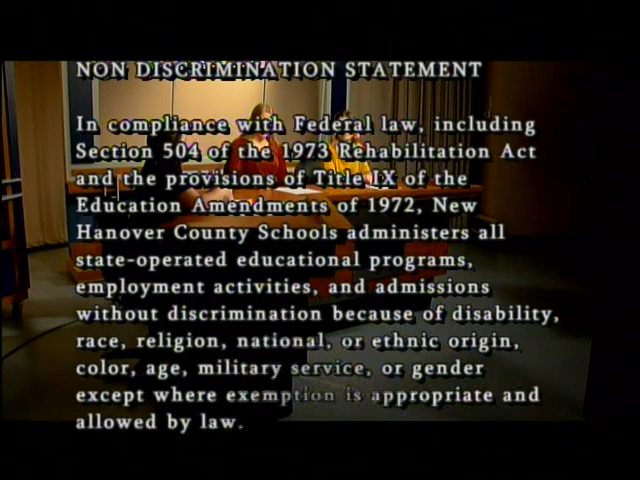 NON DISCRIMINATION STATEMENT
In compliance with Federal law, including
Section 504 of the 1973 Rehabilitation Act
and the provisions of Title IX of the
Education Amendments of 1972, New
Hanover County Schools administers all
state-operated educational programs,
employment activities, and admissions
without discrimination because of disability,
race, religion, national, or ethnic origin,
color, age, military service, or gender
except where exemption is appropriate and
allowed by law.